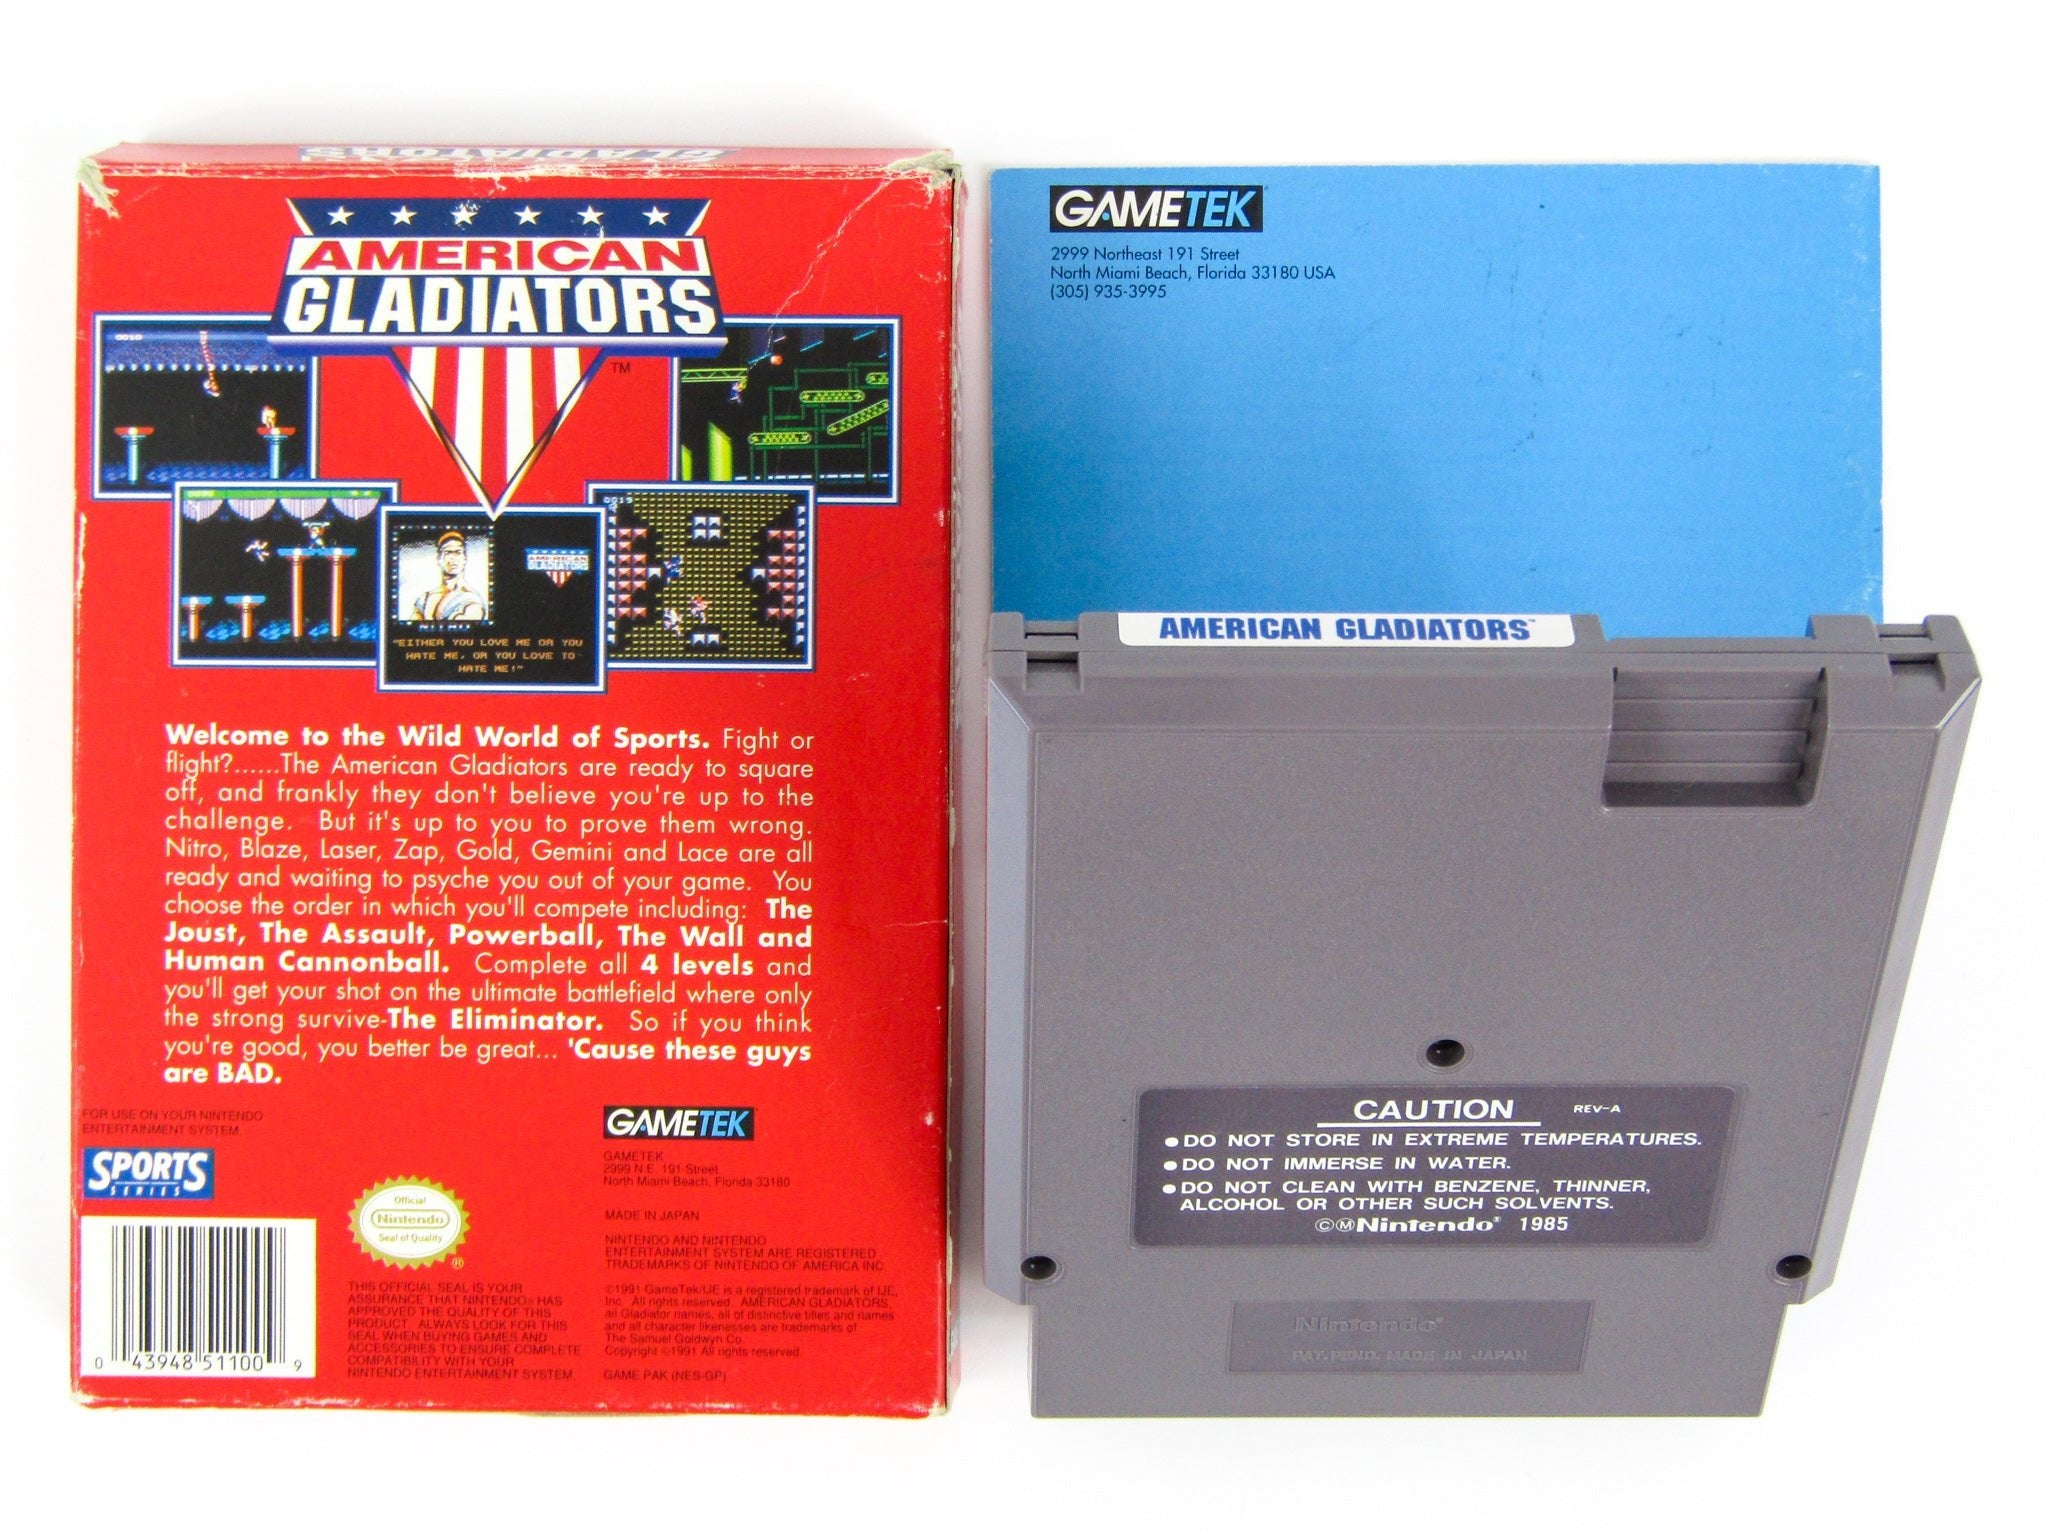 AMERICAN
GLADIATORS
AMERICAN
GLADIATORS
TM
0010
0019
AMERICAN
GLADIATORS
NITRO
"EITHER YOU LOVE ME OR YOU
HATE ME, OR YOU LOVE TO
HATE ME!"
Welcome to the Wild World of Sports. Fight or
flight?......The American Gladiators are ready to square
off, and frankly they don't believe you're up to the
challenge. But it's up to you to prove them wrong.
Nitro, Blaze, Laser, Zap, Gold, Gemini and Lace are all
ready and waiting to psyche you out of your game. You
choose the order in which you'll compete including: The
Joust, The Assault, Powerball, The Wall and
Human Cannonball. Complete all 4 levels and
you'll get your shot on the ultimate battlefield where only
the strong survive-The Eliminator. So if you think
you're good, you better be great... 'Cause these guys
are BAD.
FOR USE ON YOUR NINTENDO
ENTERTAINMENT SYSTEM
SPORTS
SERIES
0 43948 51100 9
Official
Nintendo
Seal of Quality
®
THIS OFFICIAL SEAL IS YOUR
ASSURANCE THAT NINTENDO® HAS
APPROVED THE QUALITY OF THIS
PRODUCT. ALWAYS LOOK FOR THIS
SEAL WHEN BUYING GAMES AND
ACCESSORIES TO ENSURE COMPLETE
COMPATIBILITY WITH YOUR
NINTENDO ENTERTAINMENT SYSTEM.
GAMETEK
GAMETEK
2999 N.E. 191 Street
North Miami Beach, Florida 33180
MADE IN JAPAN
NINTENDO AND NINTENDO
ENTERTAINMENT SYSTEM ARE REGISTERED
TRADEMARKS OF NINTENDO OF AMERICA INC
©1991 GameTek/IJE is a registered trademark of IJE,
Inc. All rights reserved. AMERICAN GLADIATORS,
all Gladiator names, all of distinctive titles and names
and all character likenesses are trademarks of
The Samuel Goldwyn Co.
Copyright ©1991 All rights reserved.
GAME PAK (NES-GP)
GAMETEK
2999 Northeast 191 Street
North Miami Beach, Florida 33180 USA
(305) 935-3995
AMERICAN GLADIATORS™
CAUTION REV-A
●DO NOT STORE IN EXTREME TEMPERATURES.
●DO NOT IMMERSE IN WATER.
●DO NOT CLEAN WITH BENZENE, THINNER,
ALCOHOL OR OTHER SUCH SOLVENTS.
©ⓂNintendo® 1985
Nintendo®
PAT. PEND. MADE IN JAPAN